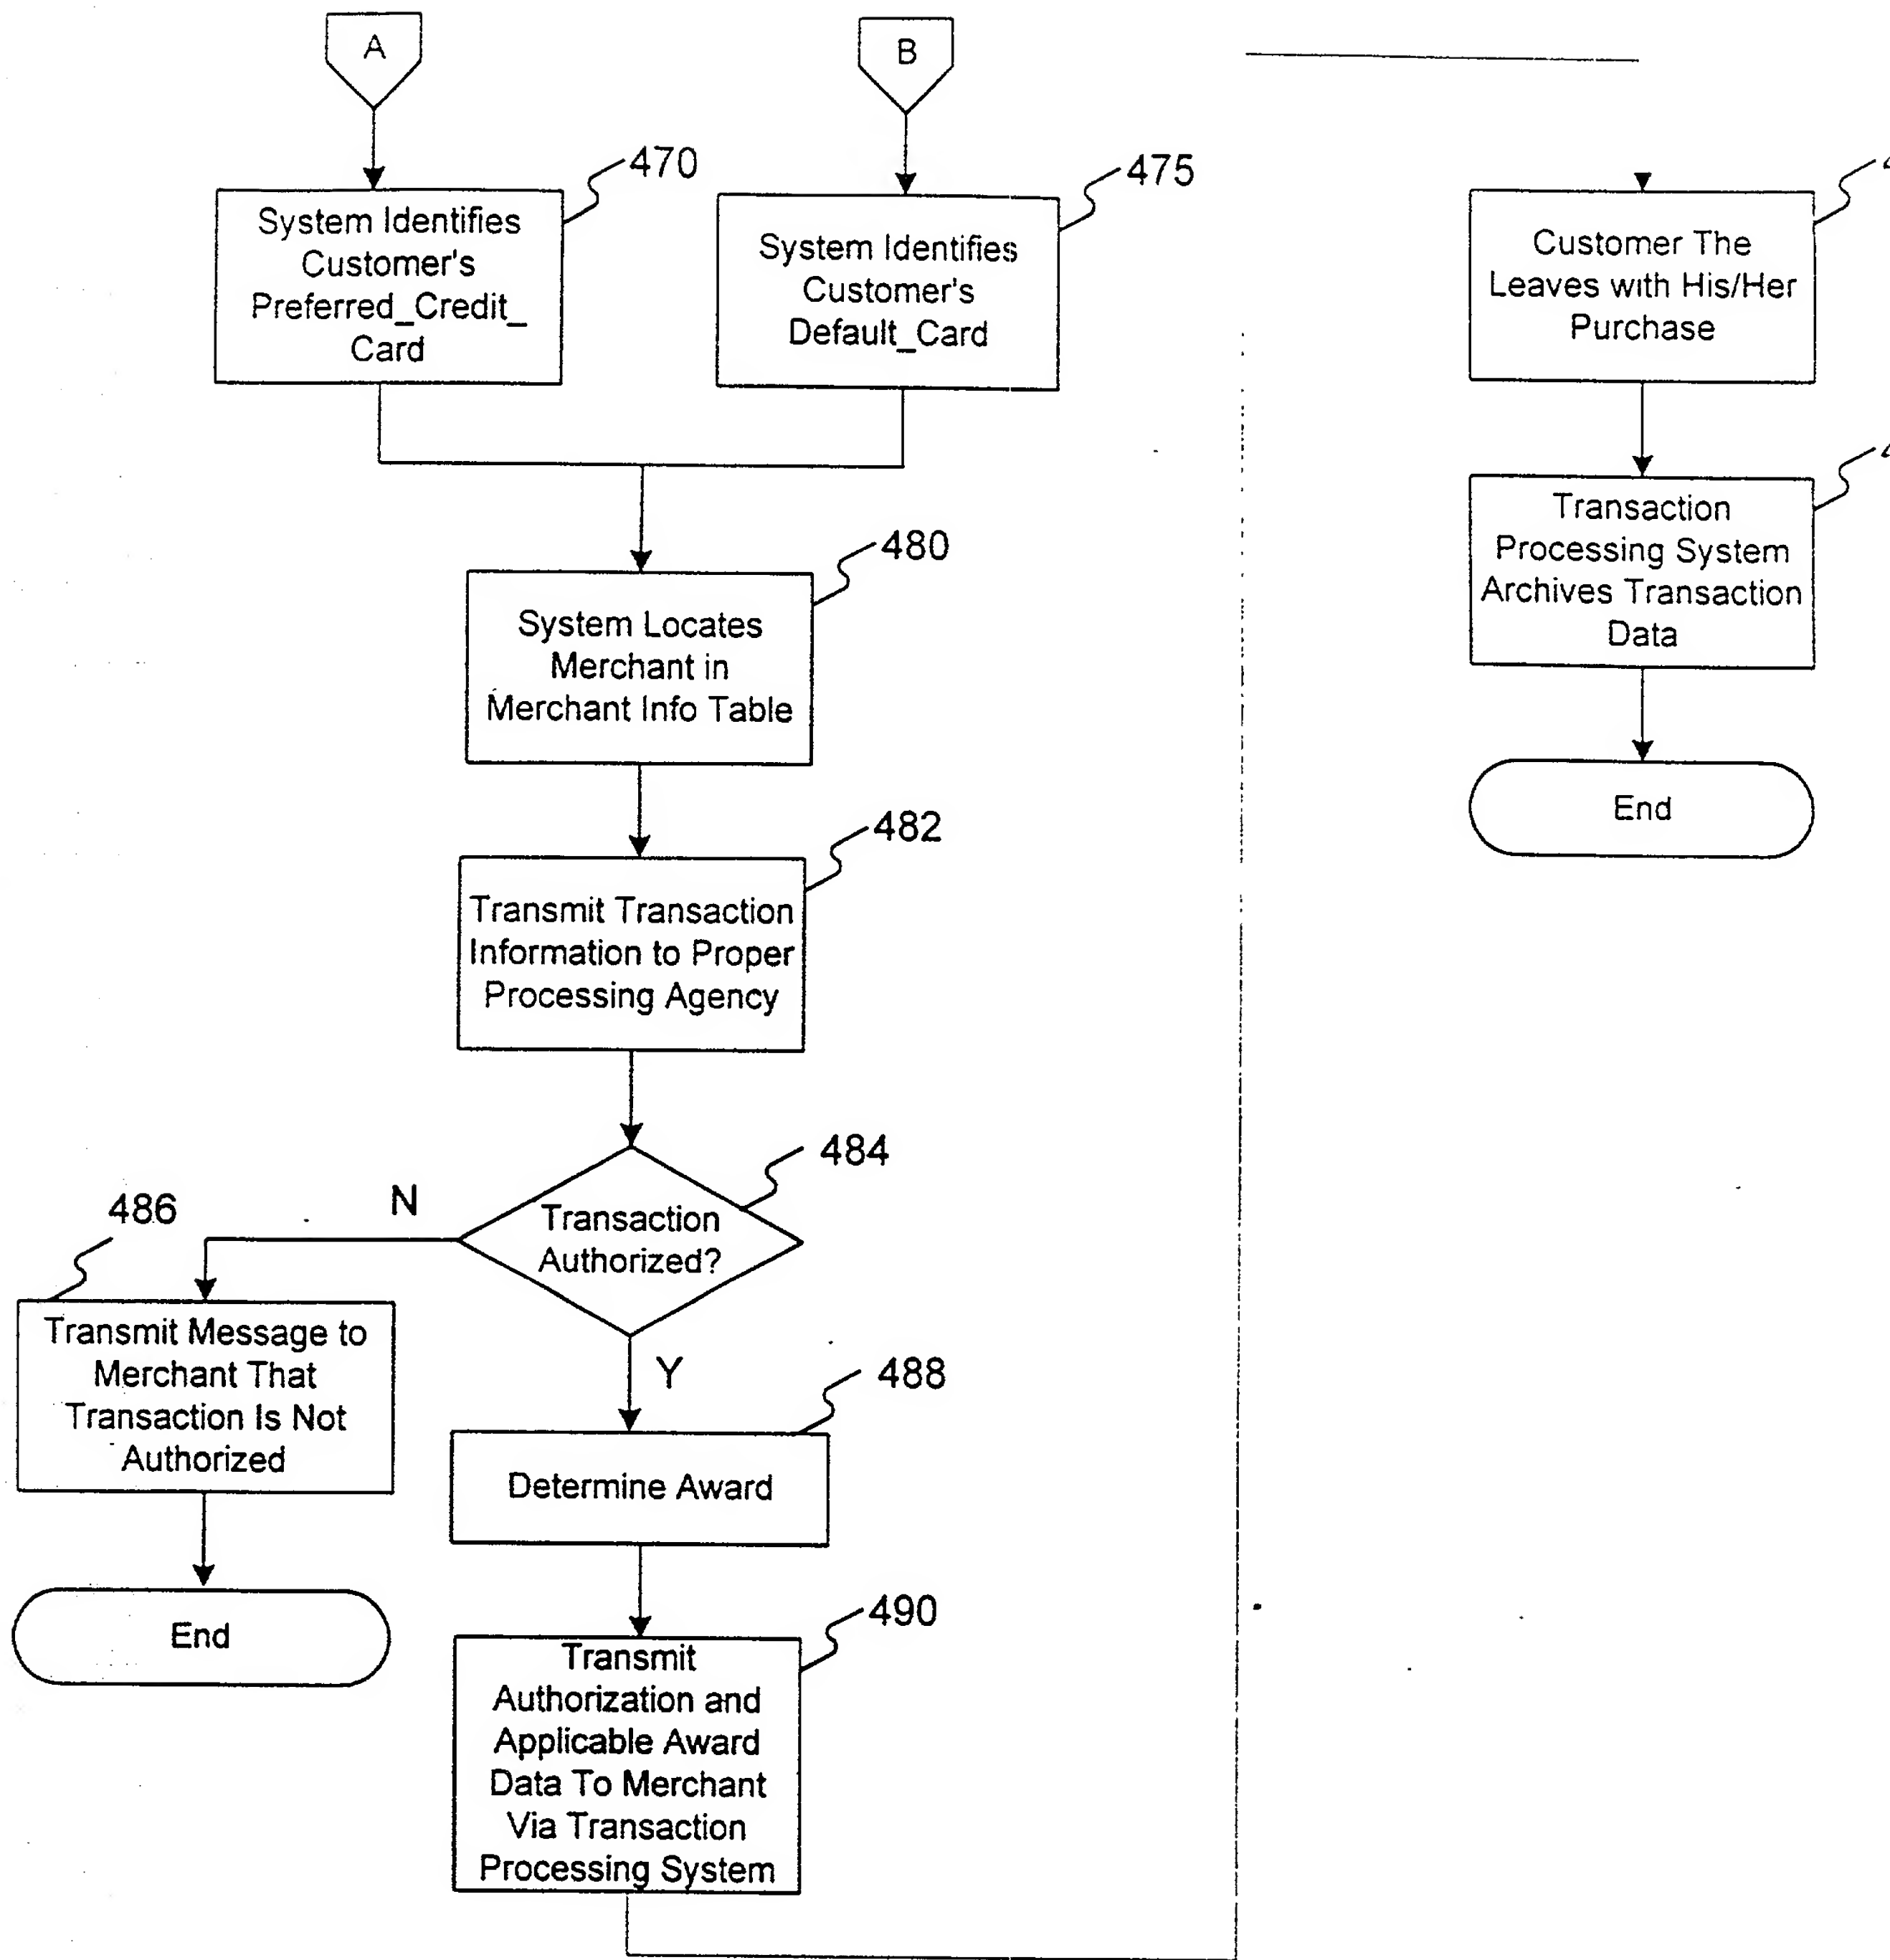 A
B
470
System Identifies
Customer's
Preferred_Credit_
Card
475
System Identifies
Customer's
Default_Card
480
System Locates
Merchant in
Merchant Info Table
482
Transmit Transaction
Information to Proper
Processing Agency
484
Transaction
Authorized?
N
486
Transmit Message to
Merchant That
Transaction Is Not
Authorized
End
Y
488
Determine Award
490
Transmit
Authorization and
Applicable Award
Data To Merchant
Via Transaction
Processing System
Customer The
Leaves with His/Her
Purchase
Transaction
Processing System
Archives Transaction
Data
End